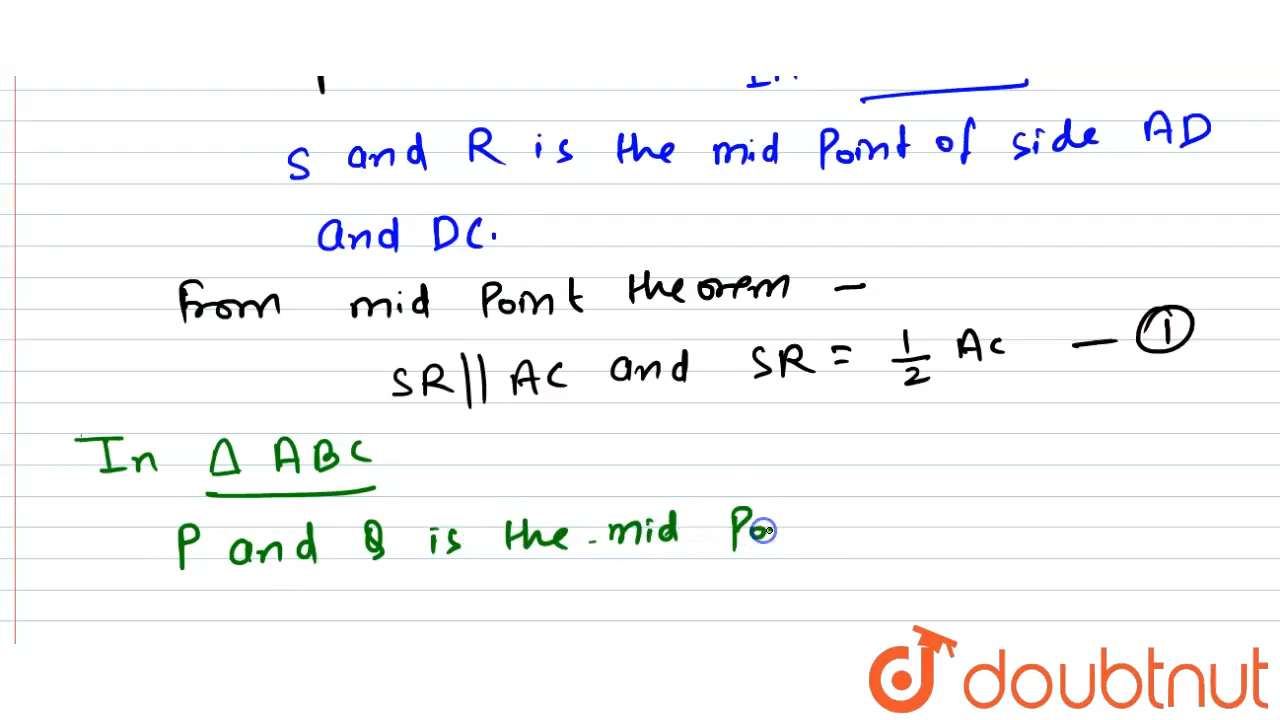 In
S and R is the mid Point of side AD
and DC.
From mid Point theorem -
SR || AC and SR = 1/2 AC - ①
In Δ ABC
P and Q is the mid Po
doubtnut